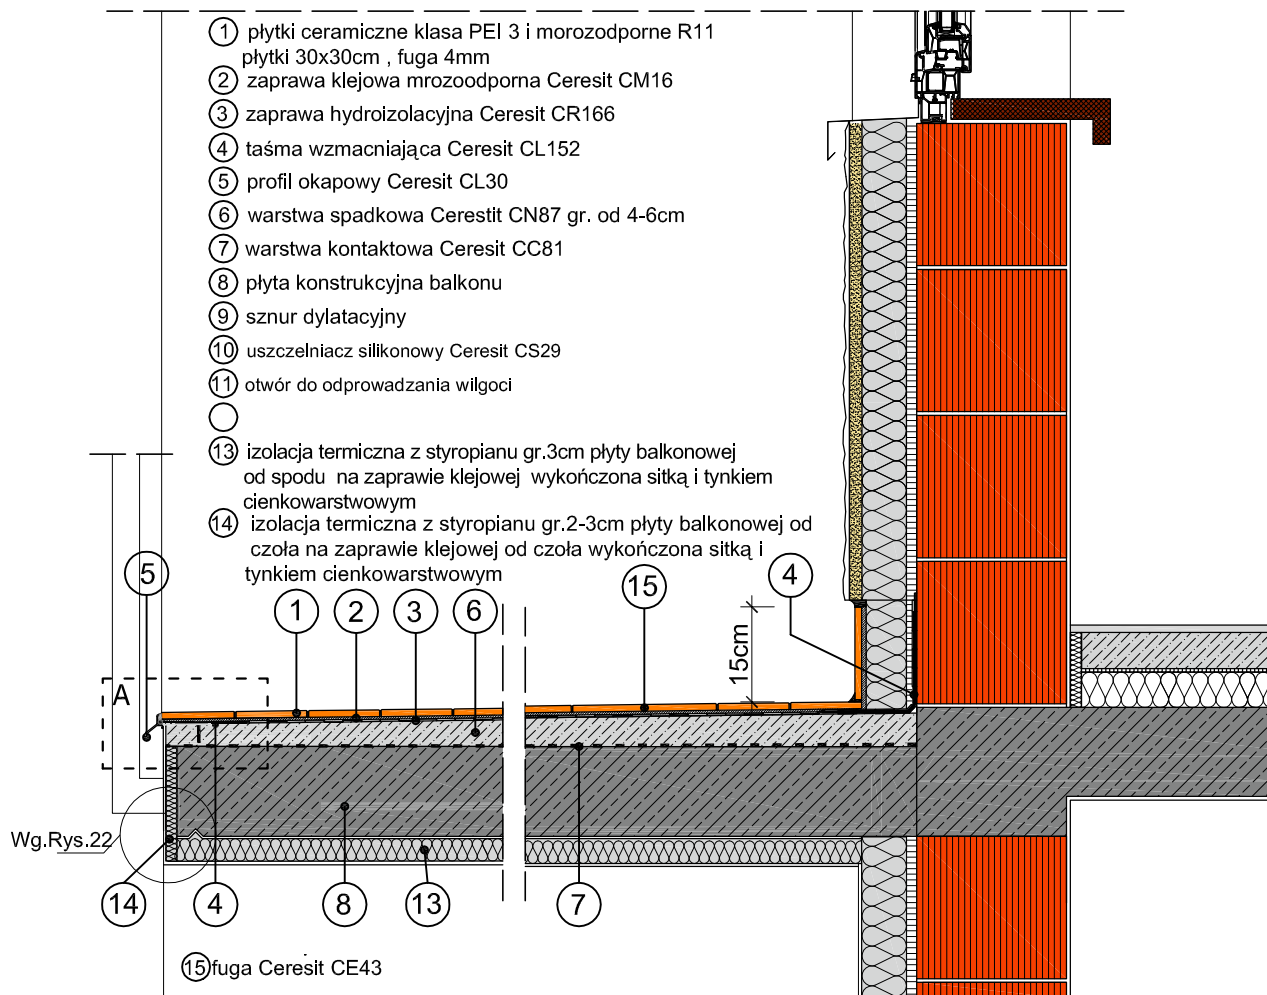 1 płytki ceramiczne klasa PEI 3 i morozodporne R11
płytki 30x30cm , fuga 4mm
2 zaprawa klejowa mrozoodporna Ceresit CM16
3 zaprawa hydroizolacyjna Ceresit CR166
4 taśma wzmacniająca Ceresit CL152
5 profil okapowy Ceresit CL30
6 warstwa spadkowa Cerestit CN87 gr. od 4-6cm
7 warstwa kontaktowa Ceresit CC81
8 płyta konstrukcyjna balkonu
9 sznur dylatacyjny
10 uszczelniacz silikonowy Ceresit CS29
11 otwór do odprowadzania wilgoci
13 izolacja termiczna z styropianu gr.3cm płyty balkonowej
od spodu na zaprawie klejowej wykończona sitką i tynkiem
cienkowarstwowym
14 izolacja termiczna z styropianu gr.2-3cm płyty balkonowej od
czoła na zaprawie klejowej od czoła wykończona sitką i
tynkiem cienkowarstwowym
5
1
2
3
6
15
4
15cm
A
Wg.Rys.22
14
4
8
13
7
15 fuga Ceresit CE43